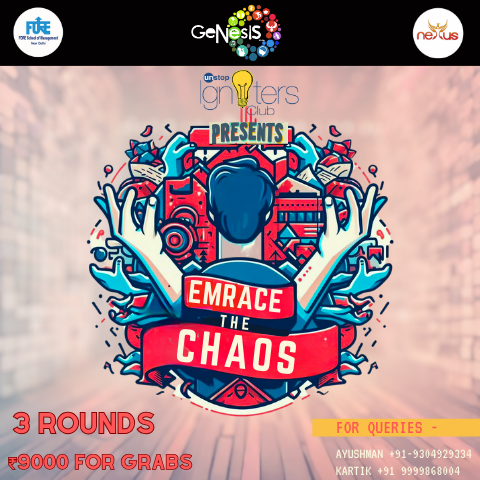 FORE
FORE School of Management
New Delhi
GeNesIS
neXus
unstop
Igniters
Club
PRESENTS
EMRACE
THE
CHAOS
3 ROUNDS
₹9000 FOR GRABS
FOR QUERIES -
AYUSHMAN +91-9304929334
KARTIK +91 9999868004